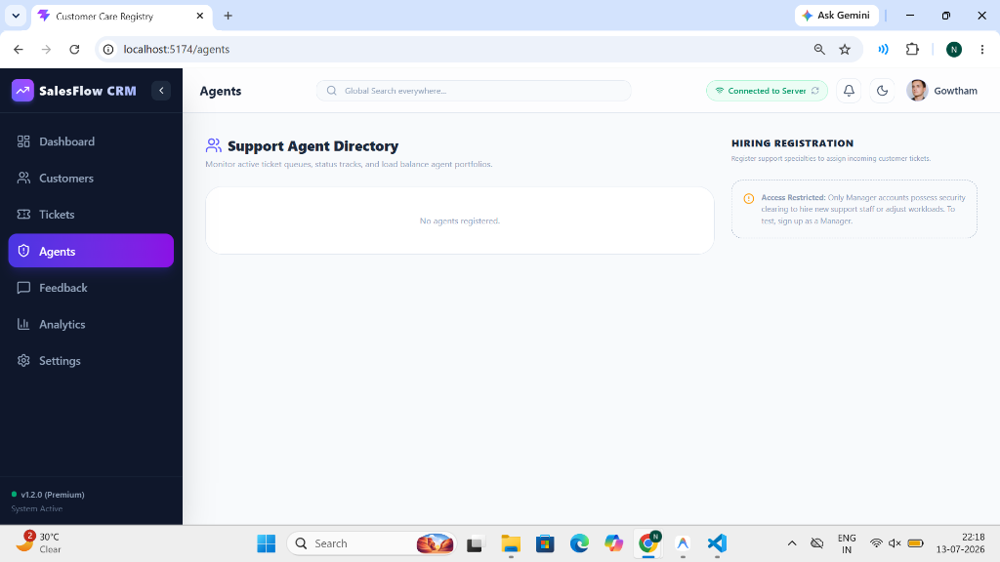 Customer Care Registry
Ask Gemini
localhost:5174/agents
N
SalesFlow CRM
Agents
Global Search everywhere...
Connected to Server
Gowtham
Dashboard
Customers
Tickets
Agents
Feedback
Analytics
Settings
v1.2.0 (Premium)
System Active
Support Agent Directory
Monitor active ticket queues, status tracks, and load balance agent portfolios.
No agents registered.
HIRING REGISTRATION
Register support specialties to assign incoming customer tickets.
Access Restricted: Only Manager accounts possess security
clearing to hire new support staff or adjust workloads. To
test, sign up as a Manager.
2
30°C
Clear
Search
N
ENG
IN
22:18
13-07-2026